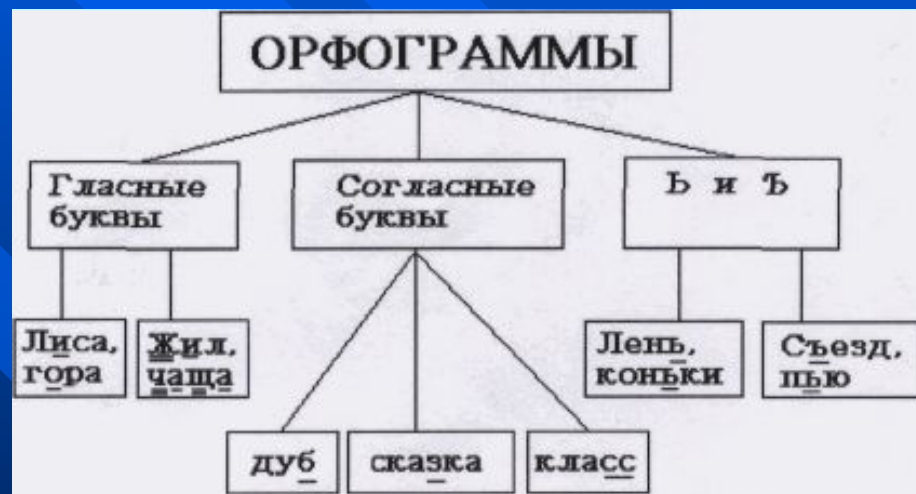 ОРФОГРАММЫ
Гласные
буквы
Согласные
буквы
Ь и Ъ
Лиса,
гора
Жил,
чаща
Лень,
коньки
Съезд,
пью
дуб
сказка
класс